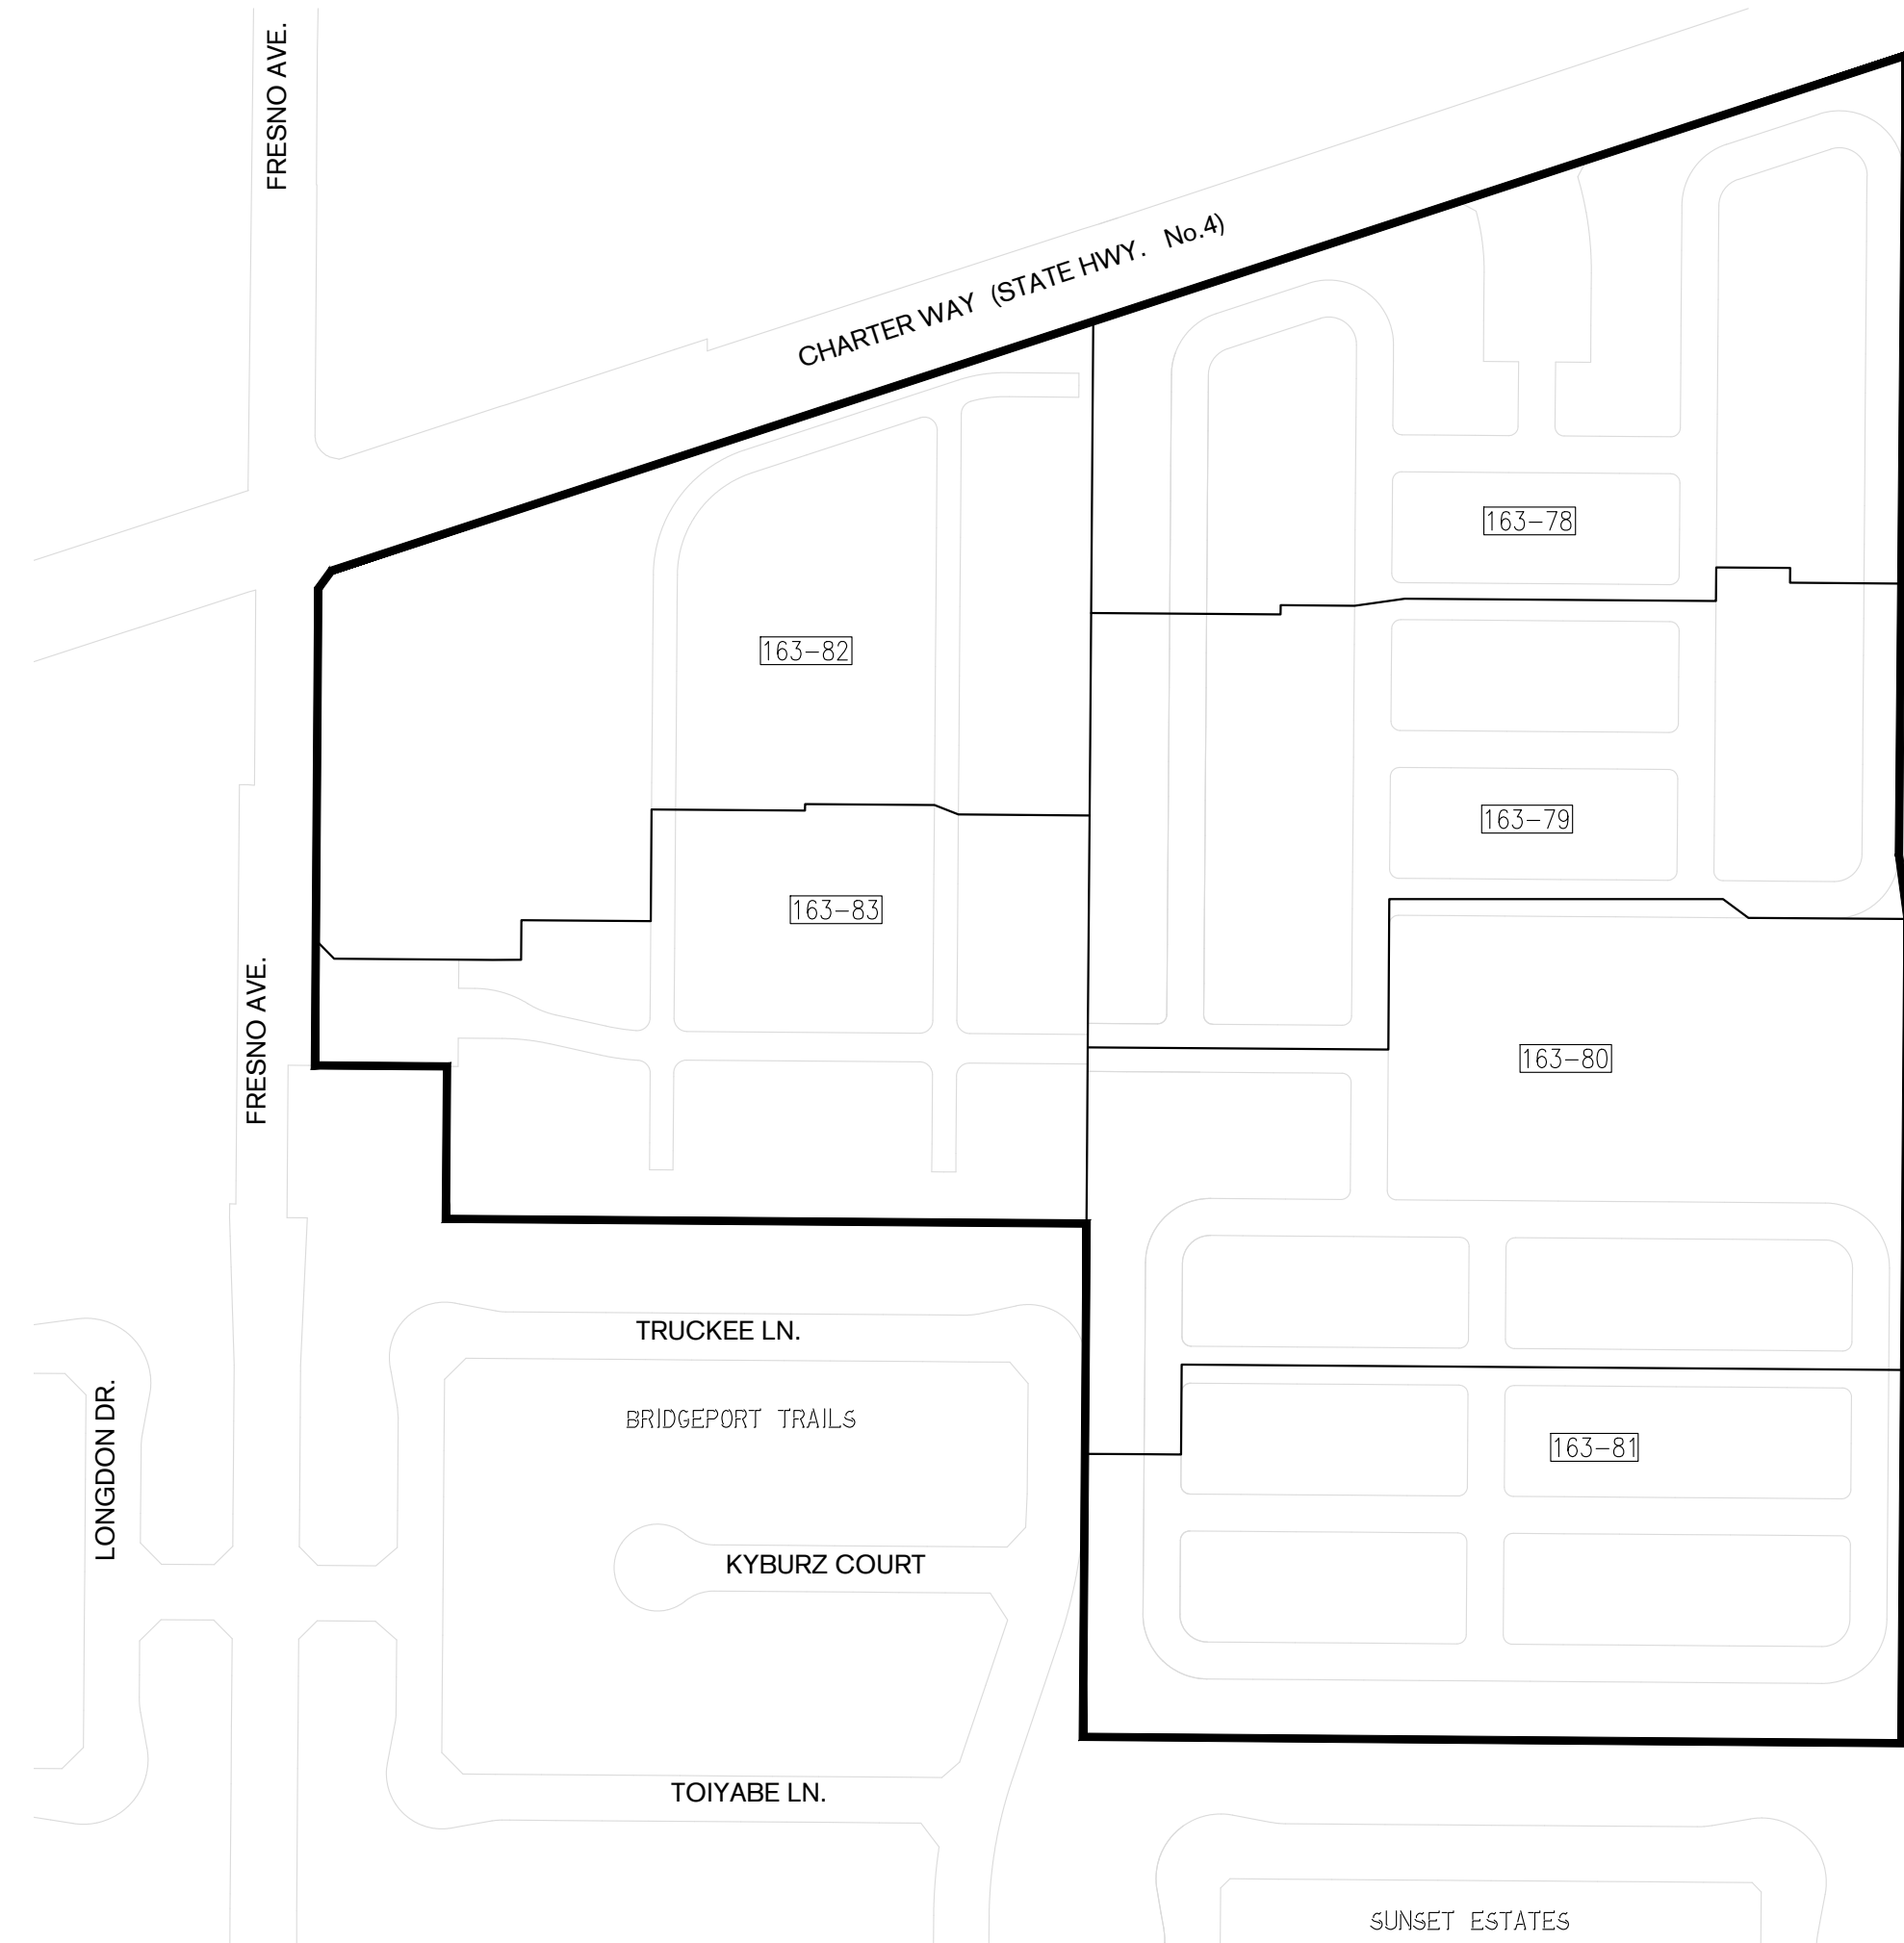 FRESNO AVE.
CHARTER WAY (STATE HWY. No.4)
163-78
163-82
163-79
163-83
FRESNO AVE.
163-80
TRUCKEE LN.
BRIDGEPORT TRAILS
LONGDON DR.
163-81
KYBURZ COURT
TOIYABE LN.
SUNSET ESTATES